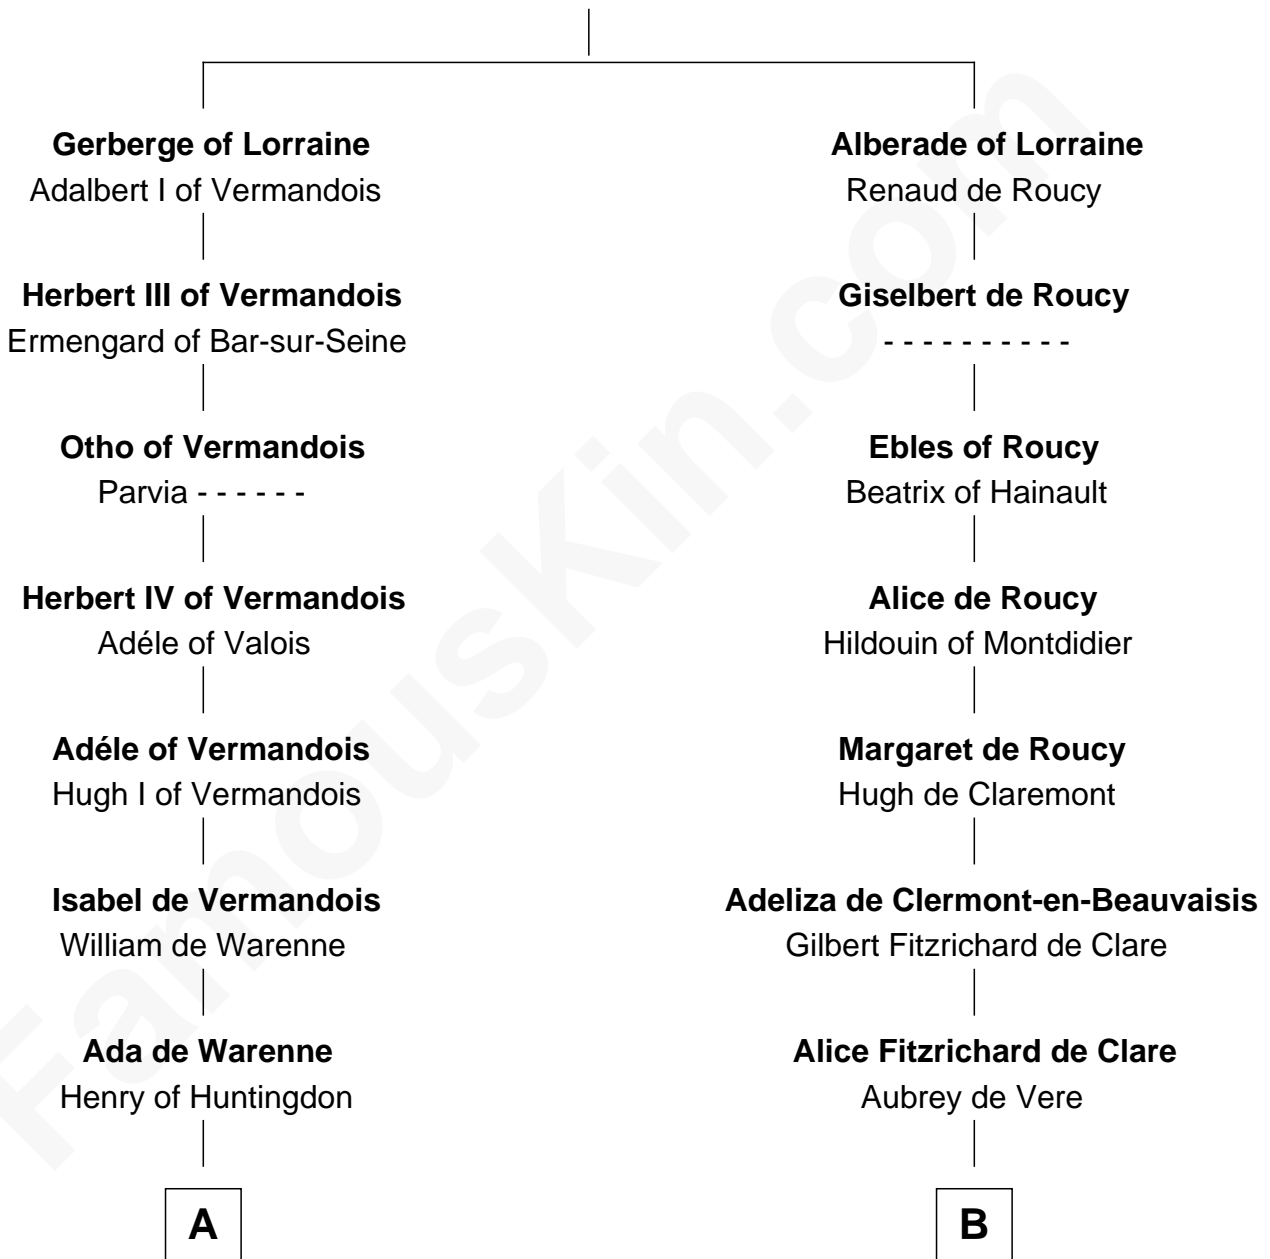 Gerberge of Lorraine
Adalbert I of Vermandois
Herbert III of Vermandois
Ermengard of Bar-sur-Seine
Otho of Vermandois
Parvia - - - - - -
Herbert IV of Vermandois
Adéle of Valois
Adéle of Vermandois
Hugh I of Vermandois
Isabel de Vermandois
William de Warenne
Ada de Warenne
Henry of Huntingdon
A
Alberade of Lorraine
Renaud de Roucy
Giselbert de Roucy
- - - - - - - - - -
Ebles of Roucy
Beatrix of Hainault
Alice de Roucy
Hildouin of Montdidier
Margaret de Roucy
Hugh de Claremont
Adeliza de Clermont-en-Beauvaisis
Gilbert Fitzrichard de Clare
Alice Fitzrichard de Clare
Aubrey de Vere
B
FamousKin.com